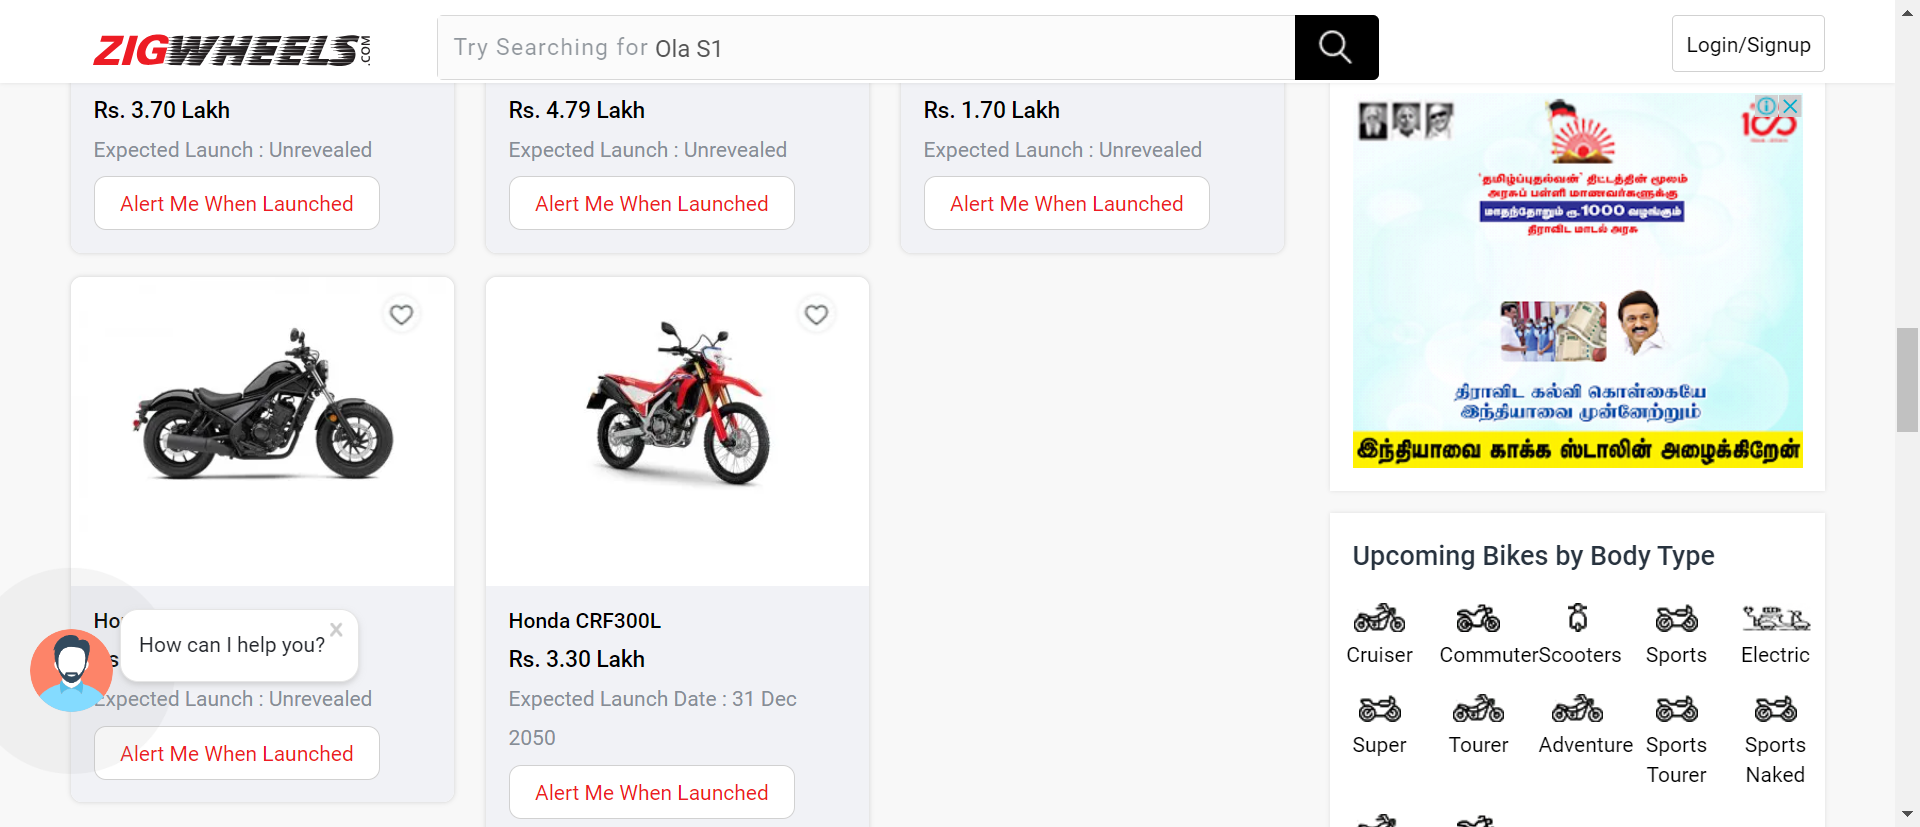 ZIGWHEELS.COM
Try Searching for Ola S1
Login/Signup
Rs. 3.70 Lakh
Expected Launch : Unrevealed
Alert Me When Launched
Rs. 4.79 Lakh
Expected Launch : Unrevealed
Alert Me When Launched
Rs. 1.70 Lakh
Expected Launch : Unrevealed
Alert Me When Launched
How can I help you?
Expected Launch : Unrevealed
Alert Me When Launched
Honda CRF300L
Rs. 3.30 Lakh
Expected Launch Date : 31 Dec
2050
Alert Me When Launched
100
'தமிழ்ப்புதல்வன்' திட்டத்தின் மூலம்
அரசுப் பள்ளி மாணவர்களுக்கு
மாதந்தோறும் ரூ.1000 வழங்கும்
திராவிட மாடல் அரசு
திராவிட கல்வி கொள்கையே
இந்தியாவை முன்னேற்றும்
இந்தியாவை காக்க ஸ்டாலின் அழைக்கிறேன்
Upcoming Bikes by Body Type
Cruiser
Commuter
Scooters
Sports
Electric
Super
Tourer
Adventure
Sports
Tourer
Sports
Naked